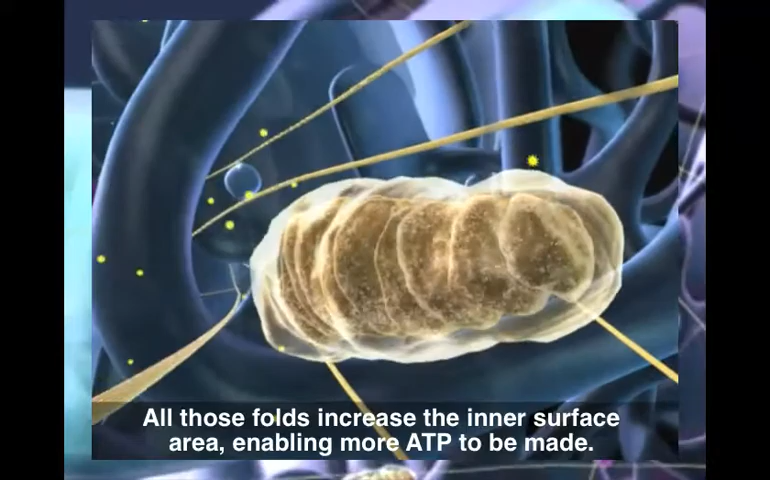 All those folds increase the inner surface
area, enabling more ATP to be made.